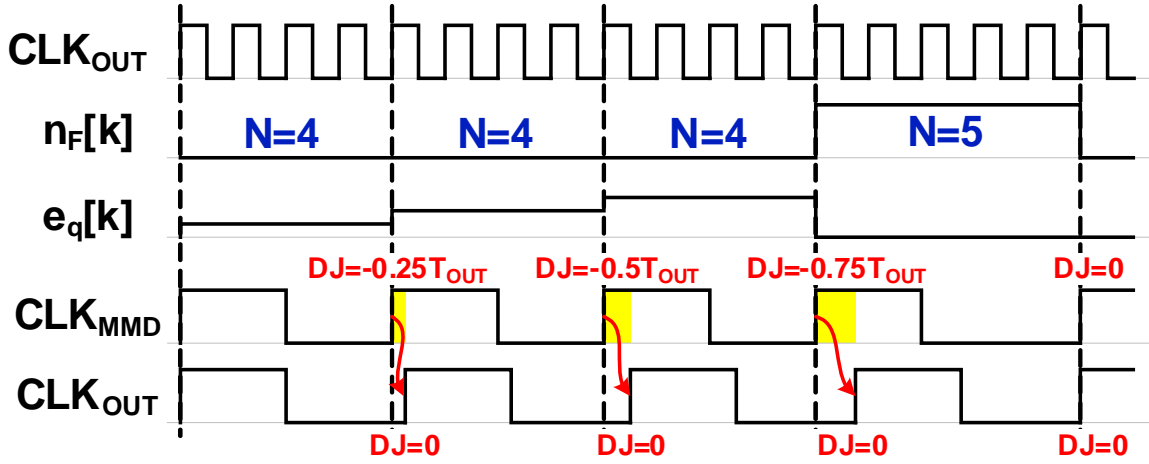 CLKOUT
nF[k] N=4 N=4 N=4 N=5
eq[k]
DJ=-0.25TOUT DJ=-0.5TOUT DJ=-0.75TOUT DJ=0
CLKMMD
CLKOUT
DJ=0 DJ=0 DJ=0 DJ=0